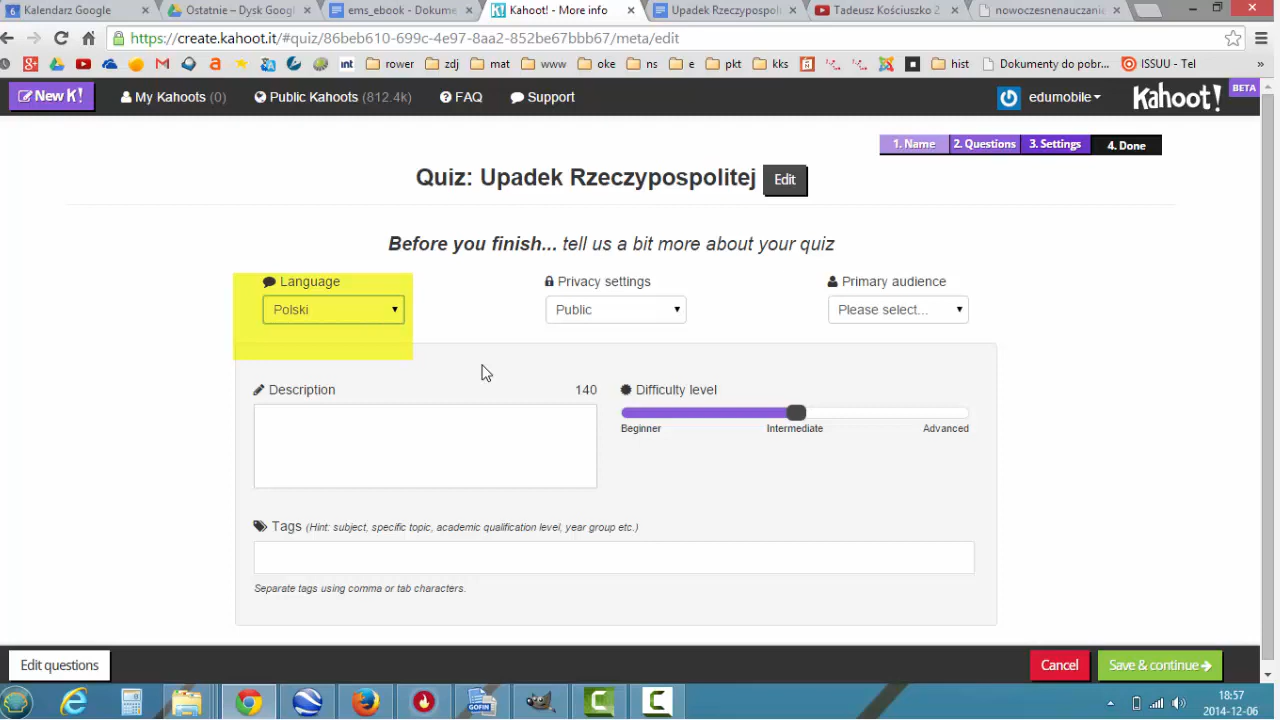 Kalendarz Google
Ostatnie – Dysk Googl
ems_ebook - Dokume
Kahoot! - More info
Upadek Rzeczypospol
Tadeusz Kościuszko 2
nowoczesnenauczanie
https://create.kahoot.it/#quiz/86beb610-699c-4e97-8aa2-852be67bbb67/meta/edit
rower
zdj
mat
www
oke
ns
e
pkt
kks
hist
Dokumenty do pobr...
ISSUU - Tel
»
New K!
My Kahoots (0)
Public Kahoots (812.4k)
FAQ
Support
edumobile
Kahoot!
BETA
1. Name
2. Questions
3. Settings
4. Done
Quiz: Upadek Rzeczypospolitej
Edit
Before you finish... tell us a bit more about your quiz
Language
Privacy settings
Primary audience
Polski
Public
Please select...
Description
140
Difficulty level
Beginner
Intermediate
Advanced
Tags (Hint: subject, specific topic, academic qualification level, year group etc.)
Separate tags using comma or tab characters.
Edit questions
Cancel
Save & continue
GOFIN
18:57
2014-12-06